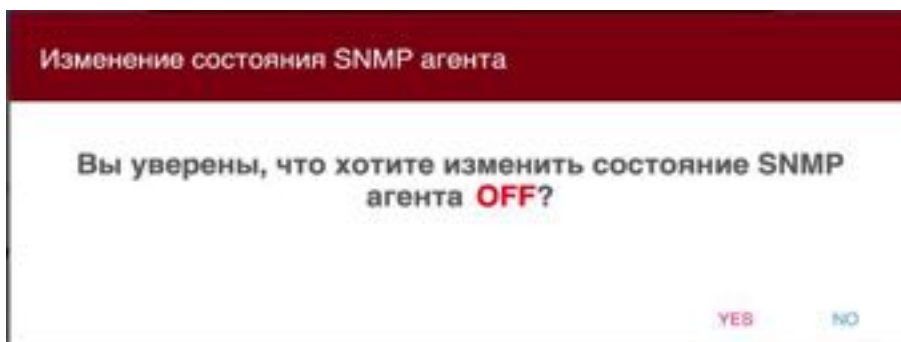 Изменение состояния SNMP агента
Вы уверены, что хотите изменить состояние SNMP
агента OFF?
YES NO